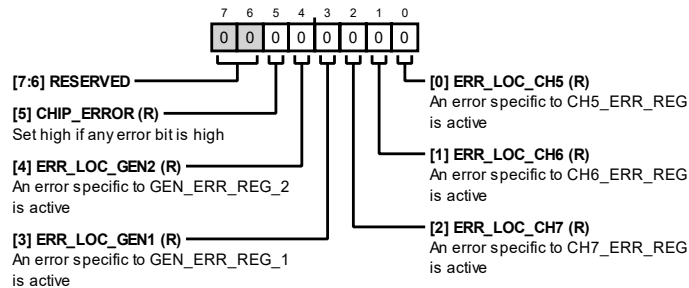 7 6 5 4 3 2 1 0
0 0 0 0 0 0 0 0
[7:6] RESERVED
[5] CHIP_ERROR (R)
Set high if any error bit is high
[4] ERR_LOC_GEN2 (R)
An error specific to GEN_ERR_REG_2
is active
[3] ERR_LOC_GEN1 (R)
An error specific to GEN_ERR_REG_1
is active
[0] ERR_LOC_CH5 (R)
An error specific to CH5_ERR_REG
is active
[1] ERR_LOC_CH6 (R)
An error specific to CH6_ERR_REG
is active
[2] ERR_LOC_CH7 (R)
An error specific to CH7_ERR_REG
is active